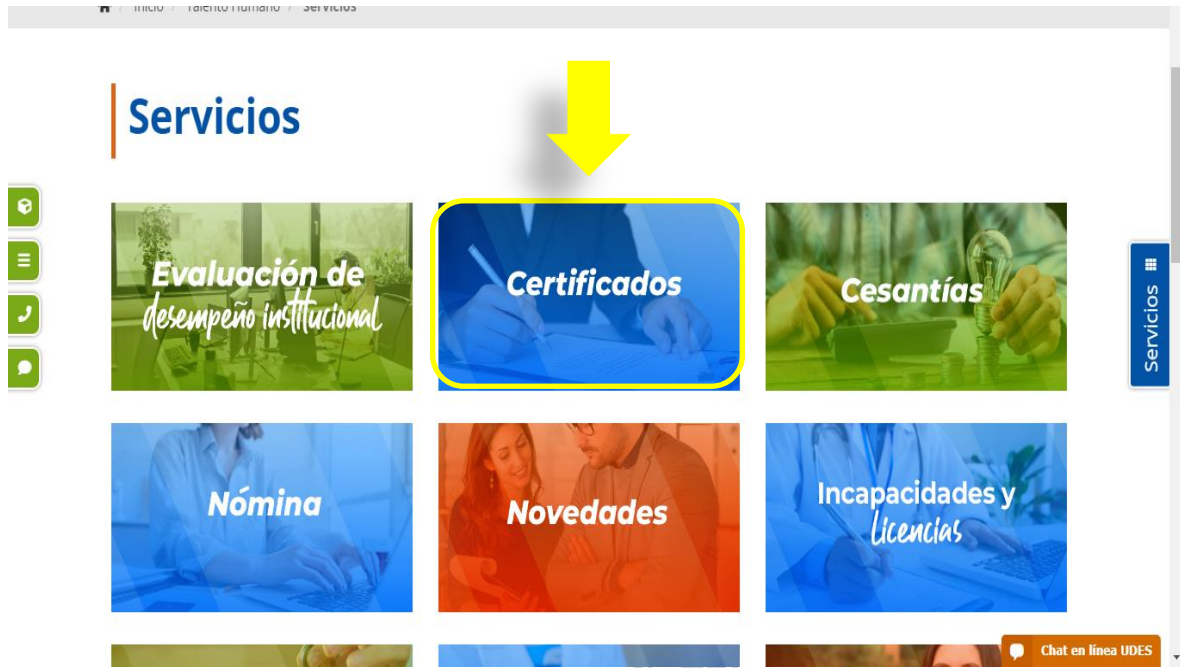 / Inicio / Talento Humano / Servicios
Servicios
Evaluación de
desempeño institucional
Certificados
Cesantías
Servicios
Nómina
Novedades
Incapacidades y
licencias
Chat en línea UDES